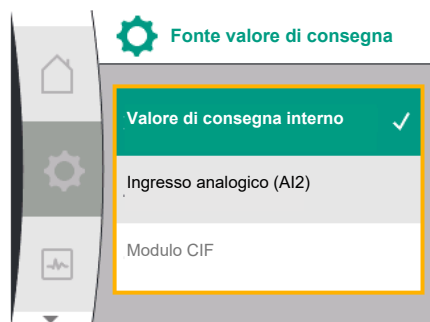 Fonte valore di consegna
Valore di consegna interno
Ingresso analogico (AI2)
Modulo CIF